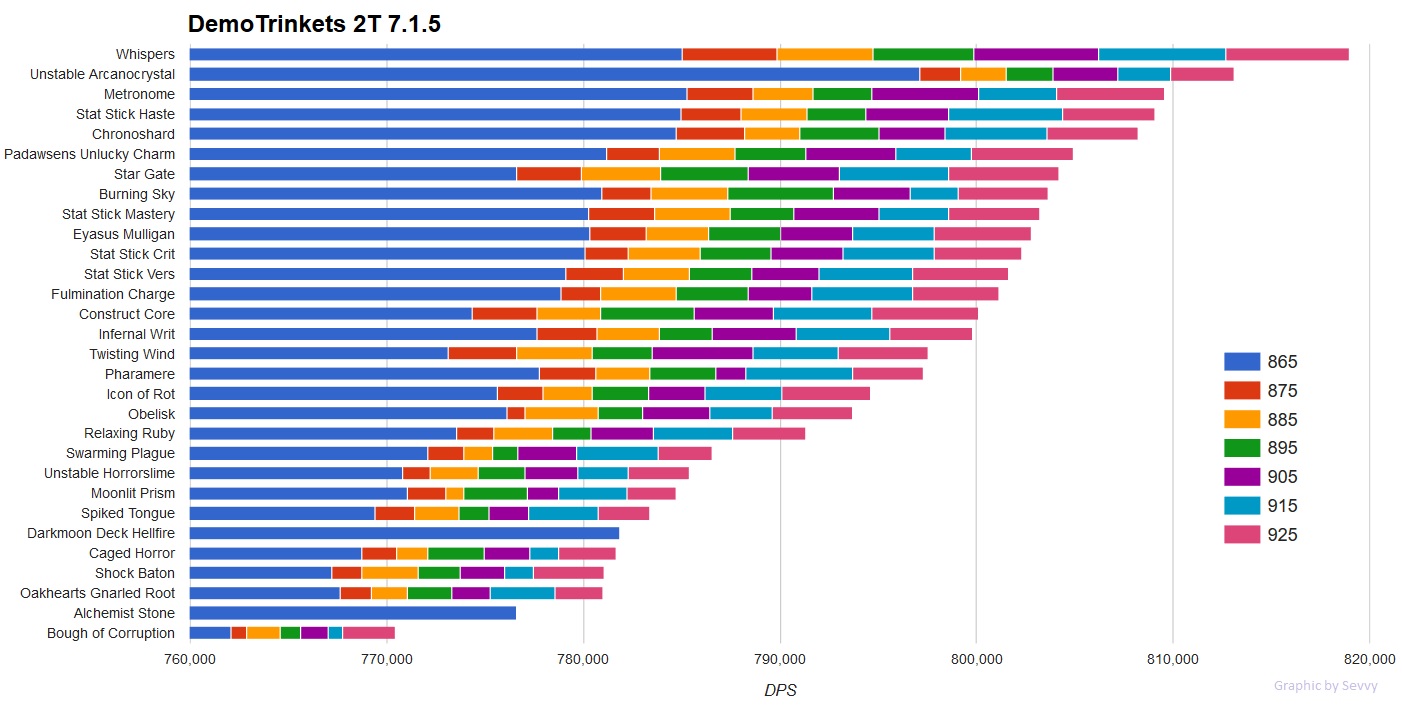 DemoTrinkets 2T 7.1.5
Whispers
Unstable Arcanocrystal
Metronome
Stat Stick Haste
Chronoshard
Padawsens Unlucky Charm
Star Gate
Burning Sky
Stat Stick Mastery
Eyasus Mulligan
Stat Stick Crit
Stat Stick Vers
Fulmination Charge
Construct Core
Infernal Writ
Twisting Wind
Pharamere
Icon of Rot
Obelisk
Relaxing Ruby
Swarming Plague
Unstable Horrorslime
Moonlit Prism
Spiked Tongue
Darkmoon Deck Hellfire
Caged Horror
Shock Baton
Oakhearts Gnarled Root
Alchemist Stone
Bough of Corruption
865
875
885
895
905
915
925
760,000 770,000 780,000 790,000 800,000 810,000 820,000
DPS
Graphic by Sevvy